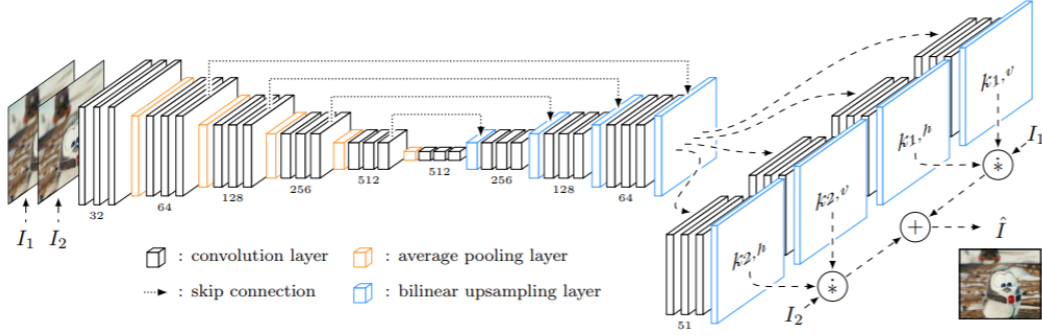 I₁ I₂
32
64
128
256
512
512
256
128
64
51
k₂,ₕ
k₂,ᵥ
k₁,ₕ
k₁,ᵥ
I₁
* 
+
Î
I₂
*
: convolution layer
: average pooling layer
: skip connection
: bilinear upsampling layer